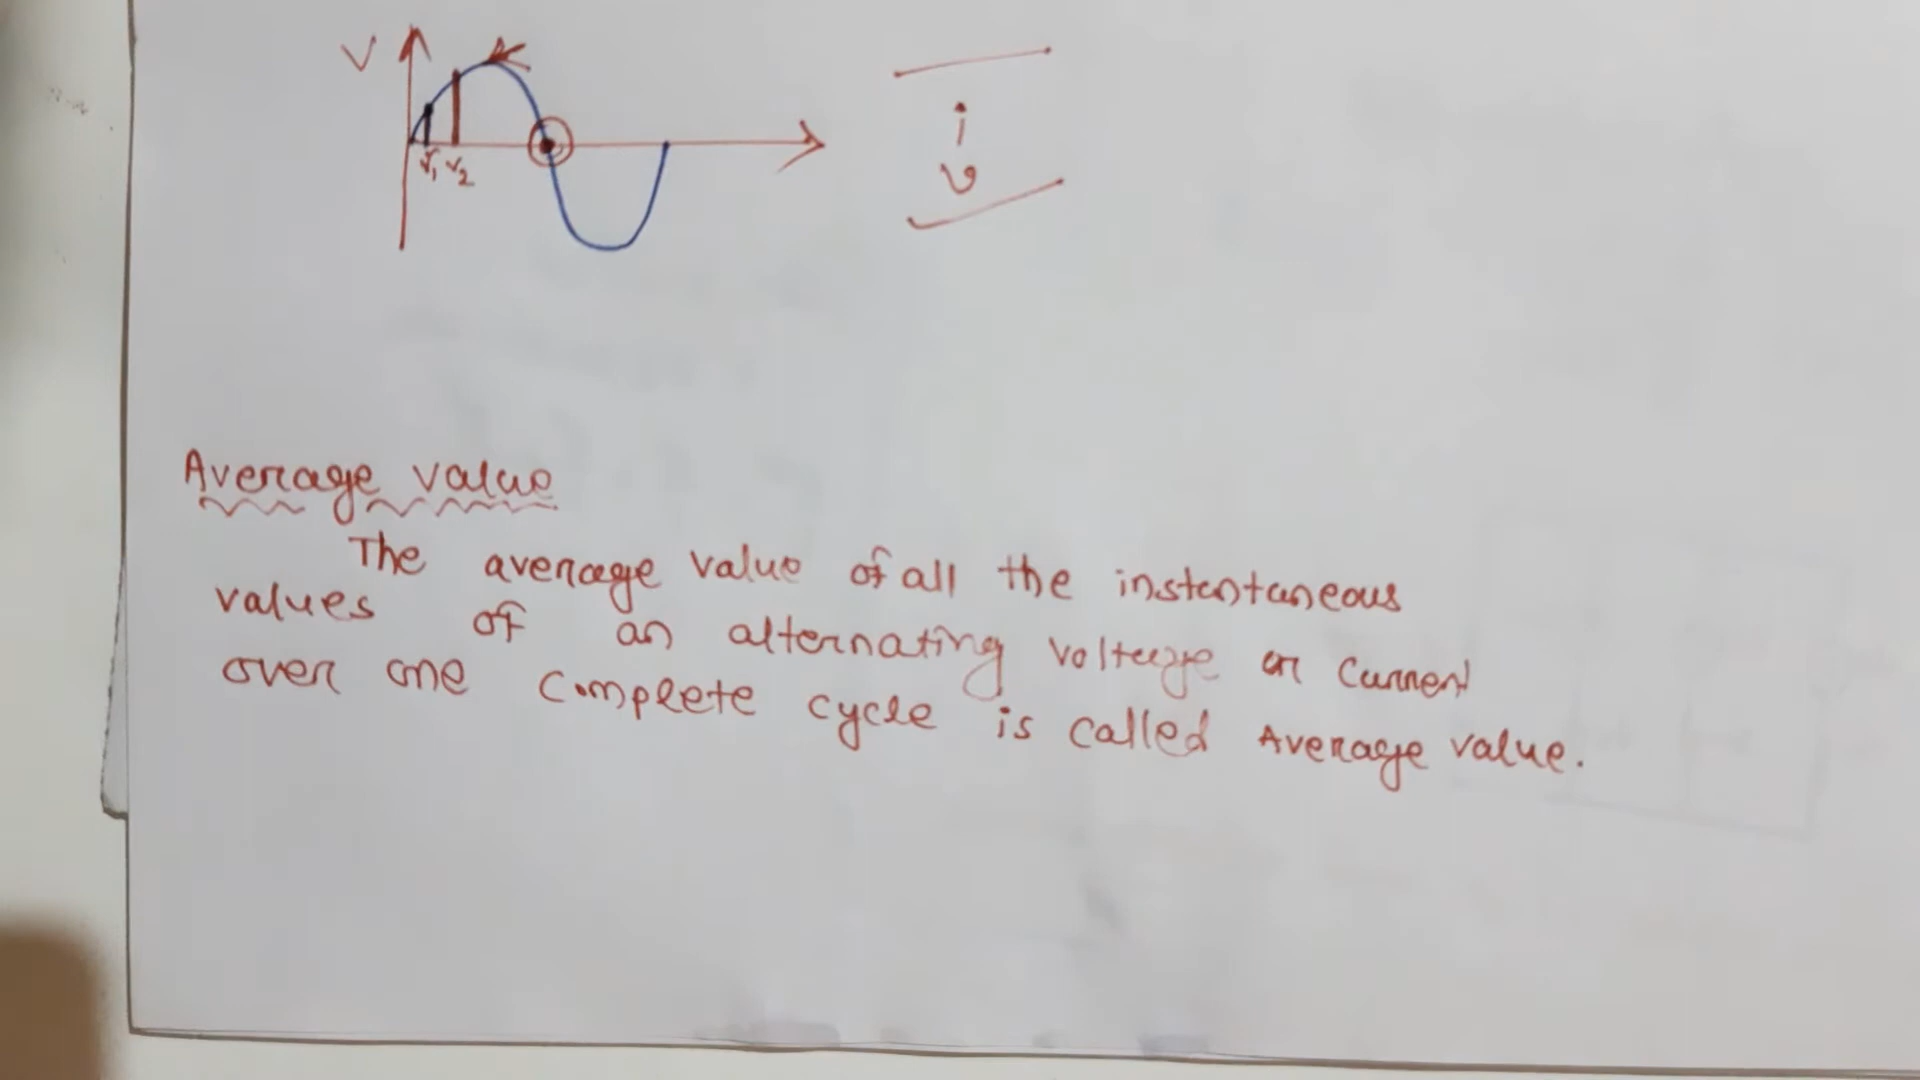 V
i
v
v₁ v₂
Average value
The average value of all the instantaneous
values of an alternating voltage or current
over one complete cycle is called Average value.